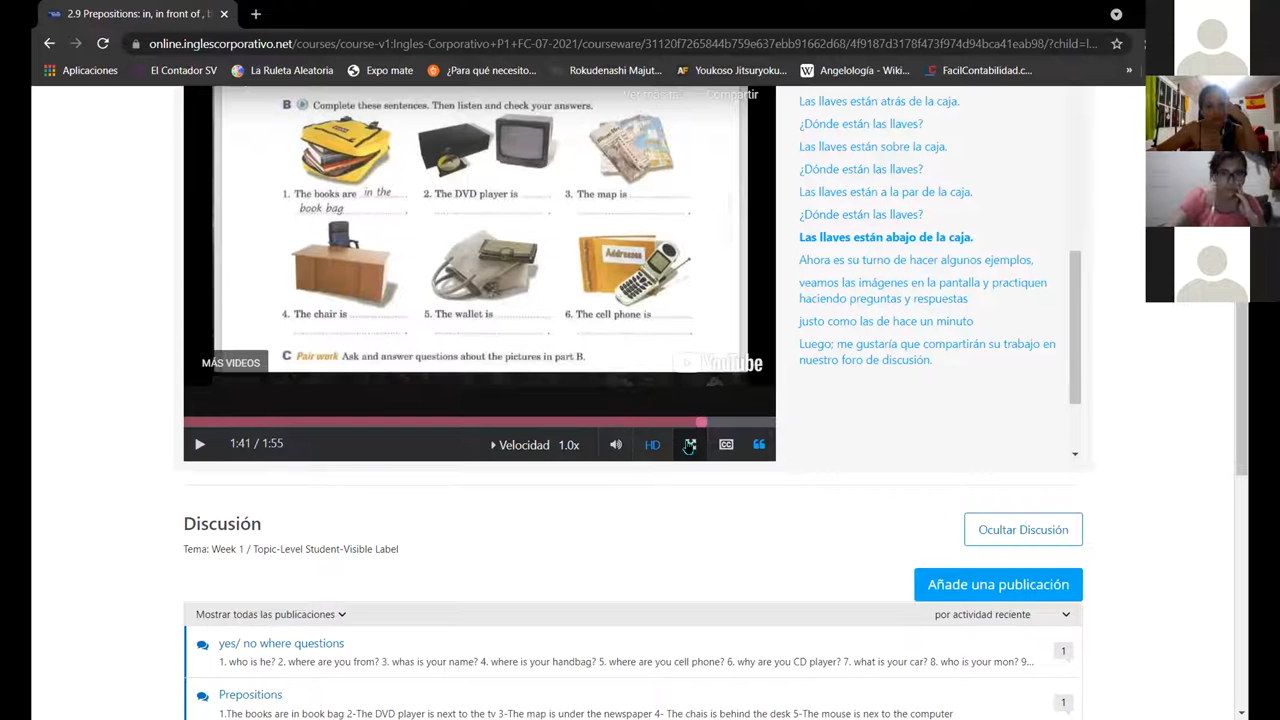 2.9 Prepositions: in, in front of,
online.inglescorporativo.net/courses/course-v1:Ingles-Corporativo+P1+FC-07-2021/courseware/31120f7265844b759e637ebb91662d68/4f9187d3178f473f974d94bca41eab98/?child=l...
Aplicaciones
El Contador SV
La Ruleta Aleatoria
Expo mate
¿Para qué necesito...
Rokudenashi Majut...
Youkoso Jitsuryoku...
Angelología - Wiki...
FacilContabilidad.c...
»
Compartir
B Complete these sentences. Then listen and check your answers.
1. The books are in the
book bag
2. The DVD player is
3. The map is
4. The chair is
Addresses
5. The wallet is
6. The cell phone is
C Pair work Ask and answer questions about the pictures in part B.
MÁS VIDEOS
YouTube
1:41 / 1:55
Velocidad 1.0x
HD
Las llaves están atrás de la caja.
¿Dónde están las llaves?
Las llaves están sobre la caja.
¿Dónde están las llaves?
Las llaves están a la par de la caja.
¿Dónde están las llaves?
Las llaves están abajo de la caja.
Ahora es su turno de hacer algunos ejemplos,
veamos las imágenes en la pantalla y practiquen
haciendo preguntas y respuestas
justo como las de hace un minuto
Luego; me gustaría que compartirán su trabajo en
nuestro foro de discusión.
Discusión
Tema: Week 1 / Topic-Level Student-Visible Label
Ocultar Discusión
Añade una publicación
Mostrar todas las publicaciones
por actividad reciente
yes/ no where questions
1. who is he? 2. where are you from? 3. whas is your name? 4. where is your handbag? 5. where are you cell phone? 6. why are you CD player? 7. what is your car? 8. who is your mon? 9...
1
Prepositions
1.The books are in book bag 2-The DVD player is next to the tv 3-The map is under the newspaper 4- The chais is behind the desk 5-The mouse is nex to the computer
1